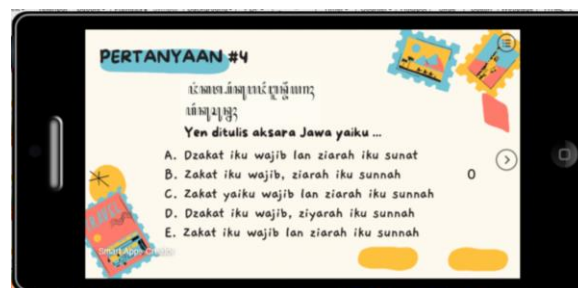 PERTANYAAN #4
Yen ditulis aksara Jawa yaiku ...
A. Dzakat iku wajib lan ziarah iku sunat
B. Zakat iku wajib, ziarah iku sunnah
C. Zakat yaiku wajib lan ziarah iku sunnah
D. Dzakat iku wajib, ziyarah iku sunnah
E. Zakat iku wajib lan ziarah iku sunnah
0
Smart Apps Creator